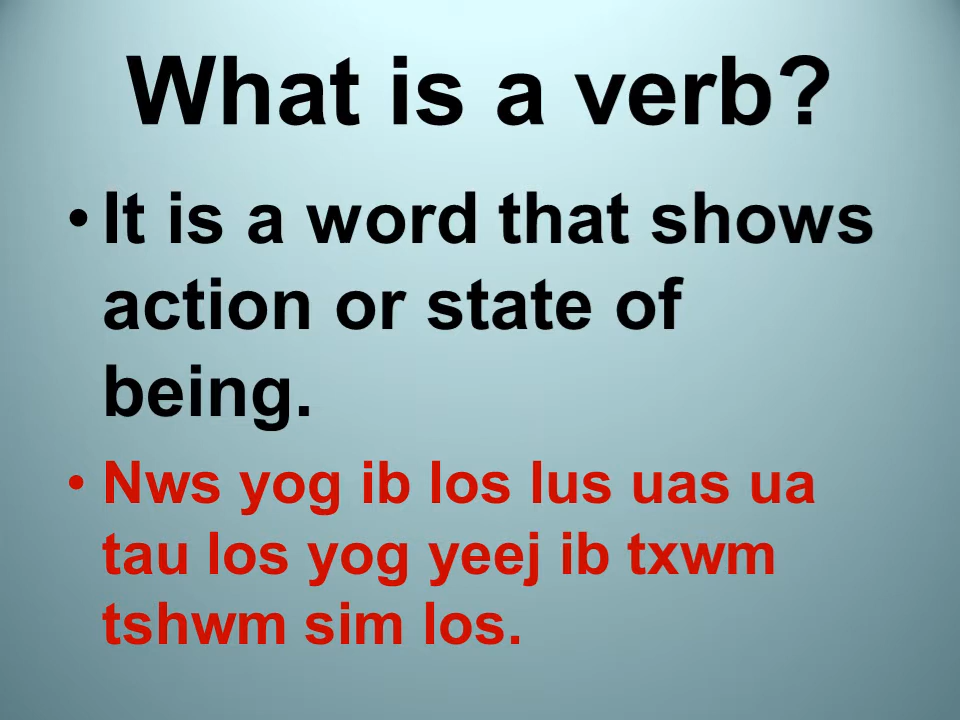 What is a verb?
• It is a word that shows
action or state of
being.
• Nws yog ib los lus uas ua
tau los yog yeej ib txwm
tshwm sim los.